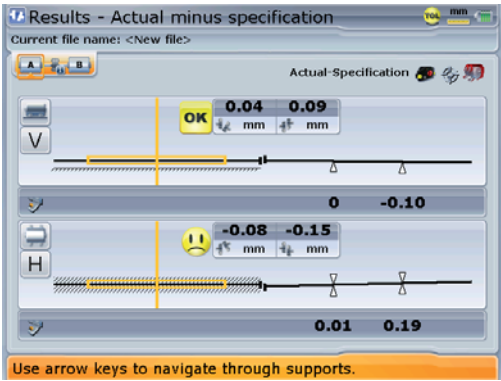 Results - Actual minus specification
TOL mm
Current file name: <New file>
A B
Actual-Specification
OK 0.04 0.09
mm mm
V
0 -0.10
-0.08 -0.15
mm mm
H
0.01 0.19
Use arrow keys to navigate through supports.